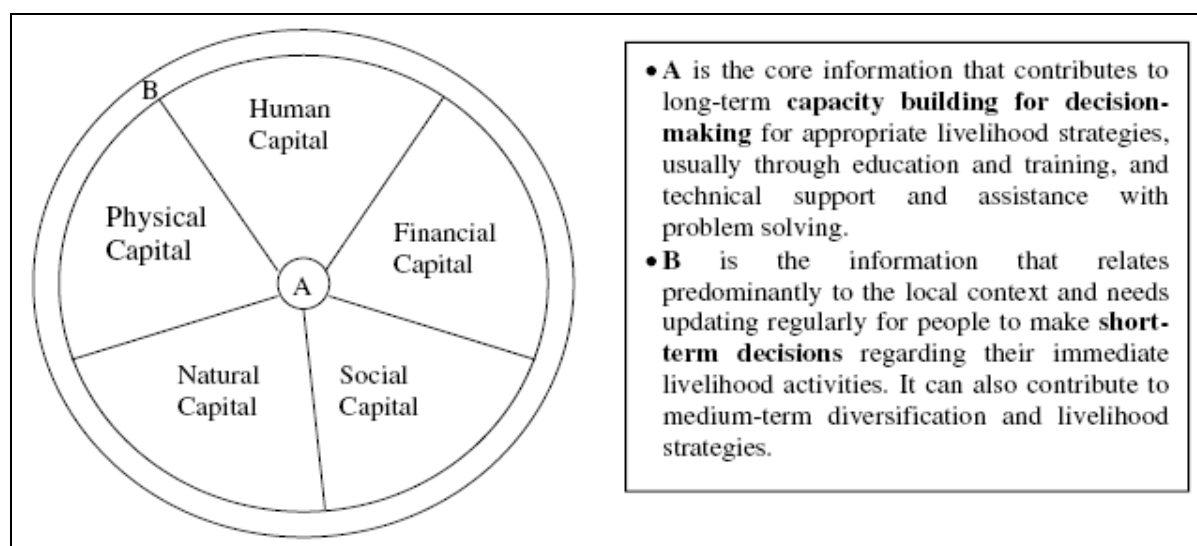 B
Human
Capital
Physical
Capital
Financial
Capital
A
Natural
Capital
Social
Capital
• A is the core information that contributes to
long-term capacity building for decision-
making for appropriate livelihood strategies,
usually through education and training, and
technical support and assistance with
problem solving.
• B is the information that relates
predominantly to the local context and needs
updating regularly for people to make short-
term decisions regarding their immediate
livelihood activities. It can also contribute to
medium-term diversification and livelihood
strategies.